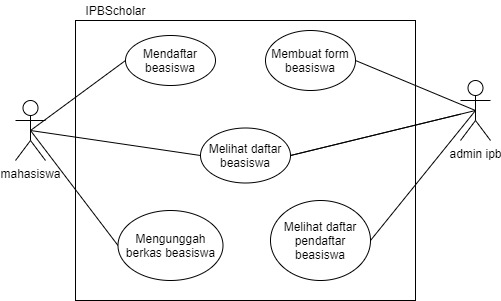 IPBScholar
Mendaftar
beasiswa
Membuat form
beasiswa
Melihat daftar
beasiswa
mahasiswa
admin ipb
Mengunggah
berkas beasiswa
Melihat daftar
pendaftar
beasiswa